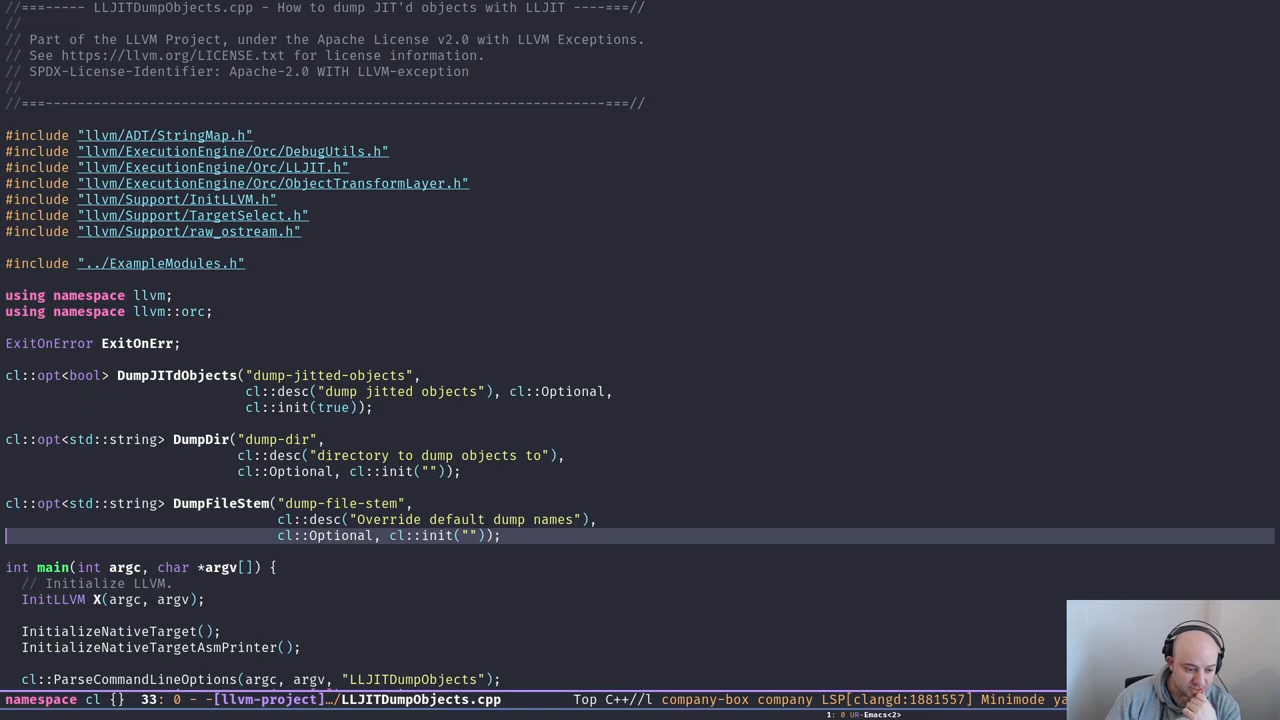 //===----- LLJITDumpObjects.cpp - How to dump JIT'd objects with LLJIT ----===//
//
// Part of the LLVM Project, under the Apache License v2.0 with LLVM Exceptions.
// See https://llvm.org/LICENSE.txt for license information.
// SPDX-License-Identifier: Apache-2.0 WITH LLVM-exception
//
//===----------------------------------------------------------------------===//
#include "llvm/ADT/StringMap.h"
#include "llvm/ExecutionEngine/Orc/DebugUtils.h"
#include "llvm/ExecutionEngine/Orc/LLJIT.h"
#include "llvm/ExecutionEngine/Orc/ObjectTransformLayer.h"
#include "llvm/Support/InitLLVM.h"
#include "llvm/Support/TargetSelect.h"
#include "llvm/Support/raw_ostream.h"
#include "../ExampleModules.h"
using namespace llvm;
using namespace llvm::orc;
ExitOnError ExitOnErr;
cl::opt<bool> DumpJITdObjects("dump-jitted-objects",
cl::desc("dump jitted objects"), cl::Optional,
cl::init(true));
cl::opt<std::string> DumpDir("dump-dir",
cl::desc("directory to dump objects to"),
cl::Optional, cl::init(""));
cl::opt<std::string> DumpFileStem("dump-file-stem",
cl::desc("Override default dump names"),
cl::Optional, cl::init(""));
int main(int argc, char *argv[]) {
// Initialize LLVM.
InitLLVM X(argc, argv);
InitializeNativeTarget();
InitializeNativeTargetAsmPrinter();
cl::ParseCommandLineOptions(argc, argv, "LLJITDumpObjects");
namespace cl {} 33: 0 - -[llvm-project]…/LLJITDumpObjects.cpp Top C++//l company-box company LSP[clangd:1881557] Minimode ya
1: 0 UR-Emacs<2>